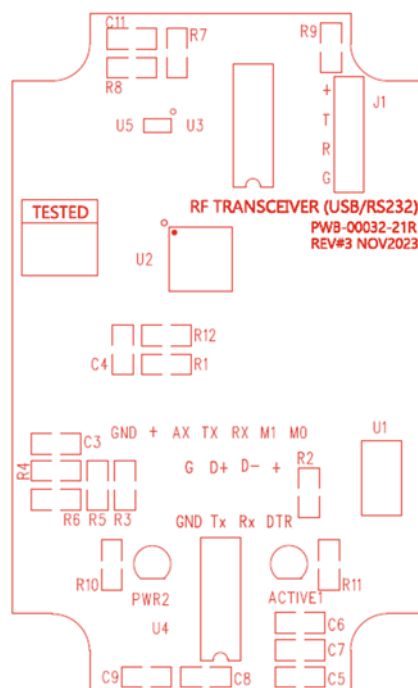 C11
R7
R9
R8
+
J1
T
U5
U3
R
G
TESTED
RF TRANSCEIVER (USB/RS232)
PWB-00032-21R
REV#3 NOV2023
U2
R12
C4
R1
GND + AX TX RX M1 M0
U1
C3
R4
G D+ D- +
R2
R6 R5 R3
GND Tx Rx DTR
R10
R11
PWR2
ACTIVE1
U4
C6
C7
C9
C8
C5